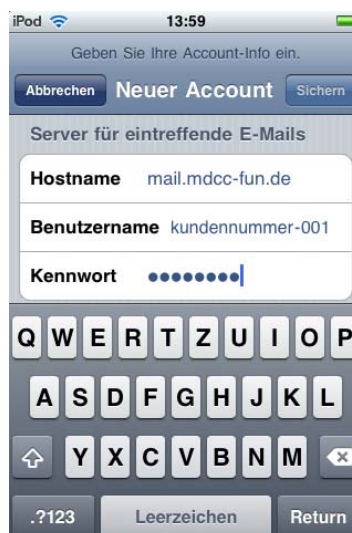 iPod 13:59
Geben Sie Ihre Account-Info ein.
Abbrechen Neuer Account Sichern
Server für eintreffende E-Mails
Hostname mail.mdcc-fun.de
Benutzername kundennummer-001
Kennwort ●●●●●●●●
Q W E R T Z U I O P
A S D F G H J K L
Y X C V B N M
.?123 Leerzeichen Return